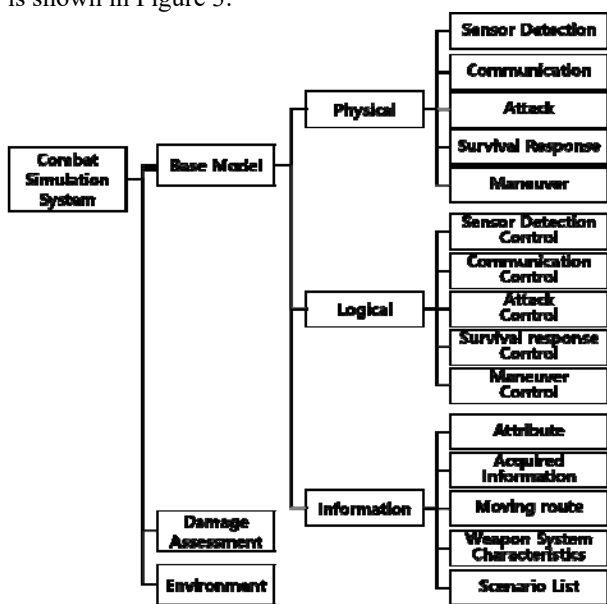 is shown in Figure 3.
Sensor Detection
Communication
Physical
Attack
Survival Response
Maneuver
Combat
Simulation
System
Base Model
Sensor Detection
Control
Communication
Control
Logical
Attack
Control
Survival response
Control
Maneuver
Control
Attribute
Acquired
Information
Information
Moving route
Weapon System
Characteristics
Scenario List
Damage
Assessment
Environment